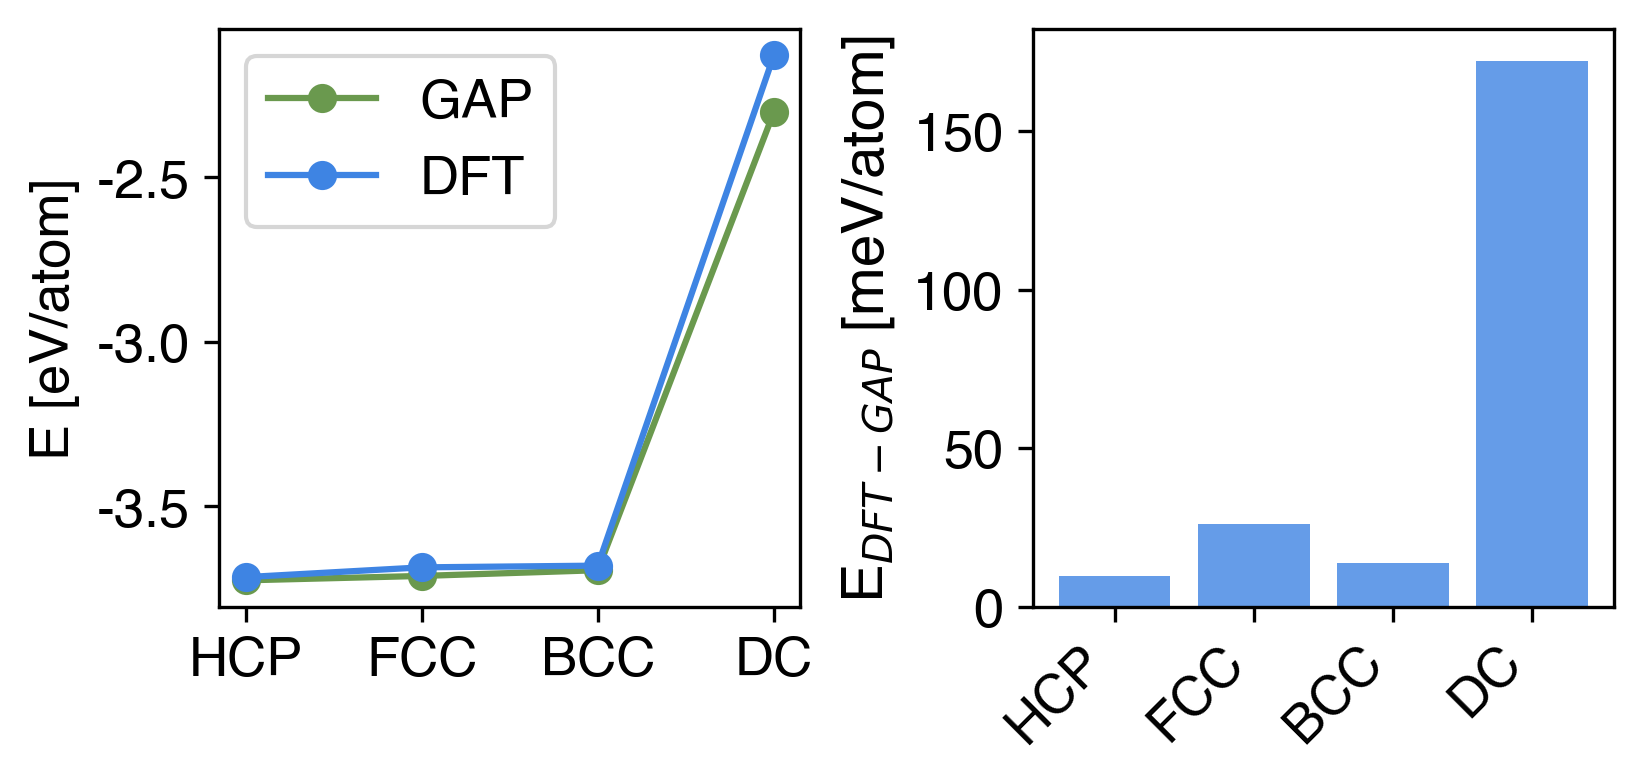 E [eV/atom]
-2.5
-3.0
-3.5
GAP
DFT
HCP FCC BCC DC
E_{DFT-GAP} [meV/atom]
150
100
50
0
HCP FCC BCC DC